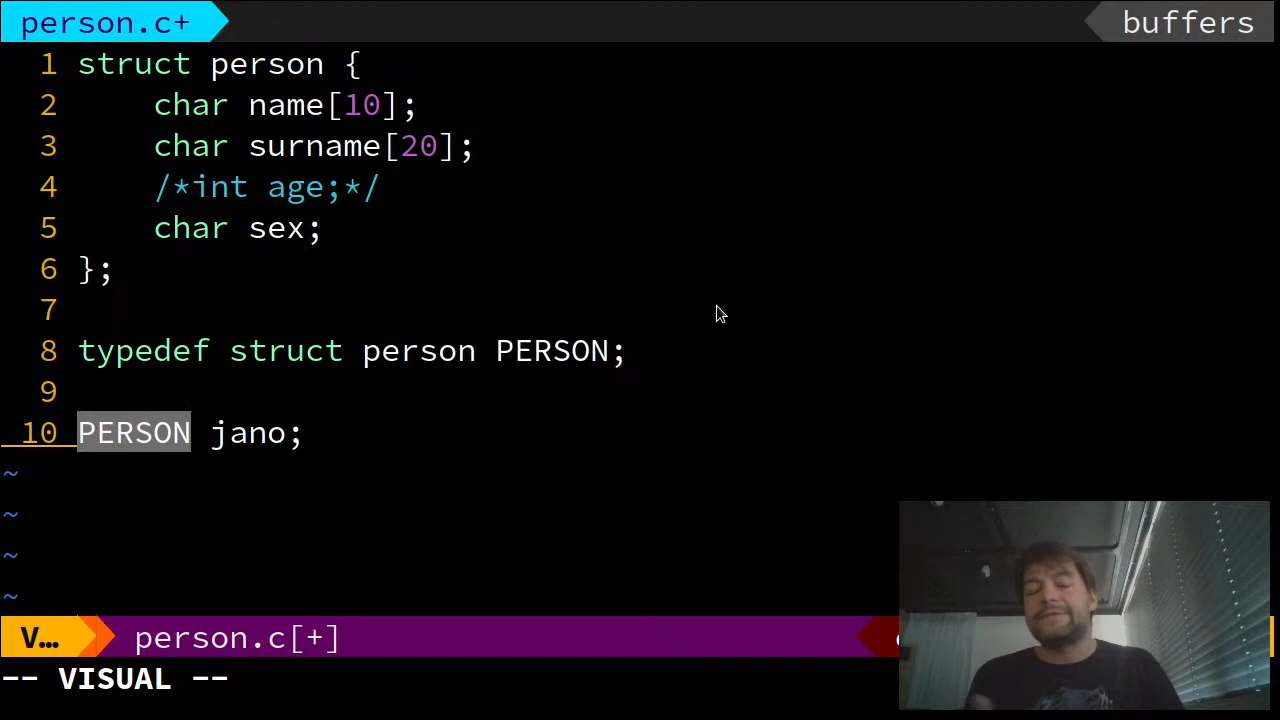 person.c+ buffers
1 struct person {
2 char name[10];
3 char surname[20];
4 /*int age;*/
5 char sex;
6 };
7
8 typedef struct person PERSON;
9
10 PERSON jano;
~
~
~
~
V… person.c[+]
-- VISUAL --